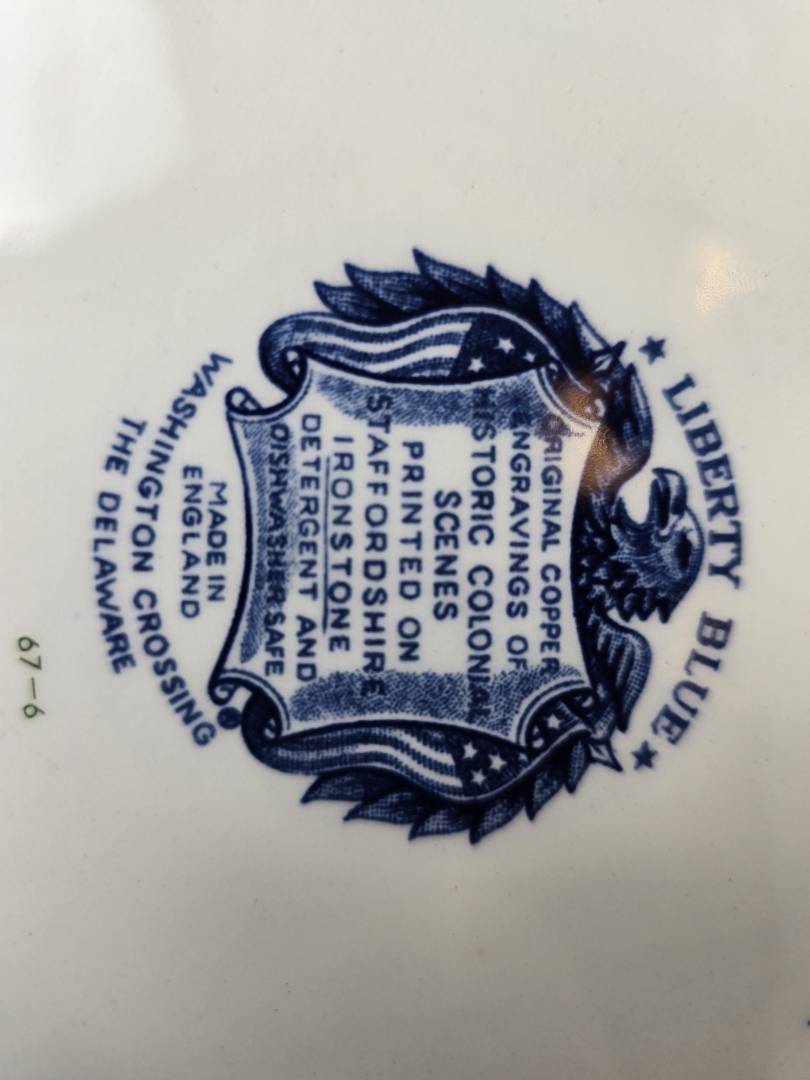 ★ LIBERTY BLUE ★
ORIGINAL COPPER
ENGRAVINGS OF
HISTORIC COLONIAL
SCENES
PRINTED ON
STAFFORDSHIRE
IRONSTONE
DETERGENT AND
DISHWASHER SAFE
MADE IN
ENGLAND
WASHINGTON CROSSING
THE DELAWARE
67-6